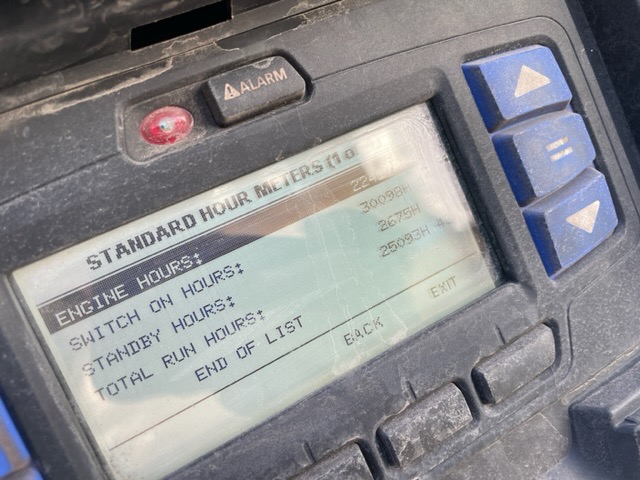 ALARM
STANDARD HOUR METERS (1 o
ENGINE HOURS:
SWITCH ON HOURS: 30098H
STANDBY HOURS: 2675H
TOTAL RUN HOURS: 25093H
END OF LIST
BACK EXIT